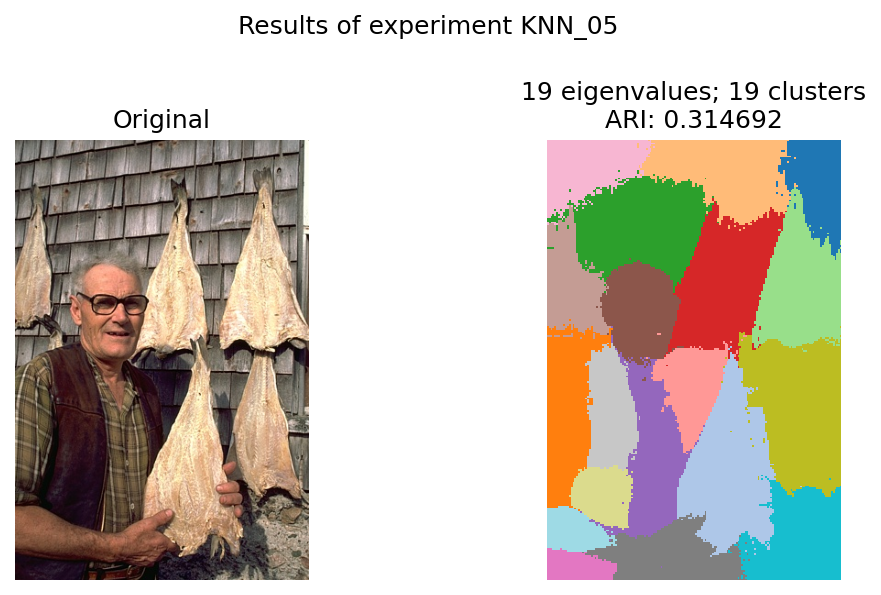 Results of experiment KNN_05
Original
19 eigenvalues; 19 clusters
ARI: 0.314692